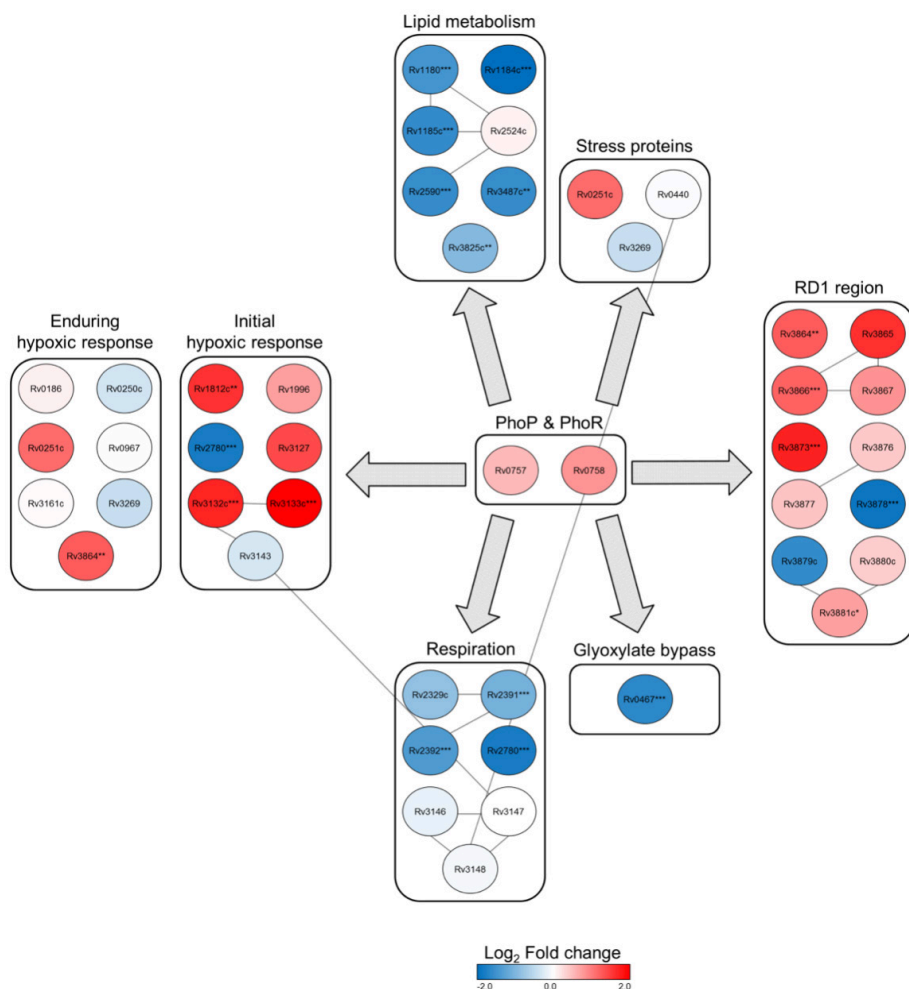 Lipid metabolism
Rv1180***
Rv1184c***
Rv1185c***
Rv2524c
Rv2590***
Rv3487c**
Rv3825c**
Stress proteins
Rv0251c
Rv0440
Rv3269
RD1 region
Rv3864**
Rv3865
Rv3866***
Rv3867
Rv3873***
Rv3876
Rv3877
Rv3878***
Rv3879c
Rv3880c
Rv3881c*
Enduring
hypoxic response
Rv0186
Rv0250c
Rv0251c
Rv0967
Rv3161c
Rv3269
Rv3864**
Initial
hypoxic response
Rv1812c**
Rv1996
Rv2780***
Rv3127
Rv3132c***
Rv3133c***
Rv3143
PhoP & PhoR
Rv0757
Rv0758
Respiration
Rv2329c
Rv2391***
Rv2392***
Rv2780***
Rv3146
Rv3147
Rv3148
Glyoxylate bypass
Rv0467***
Log₂ Fold change
-2.0 0.0 2.0